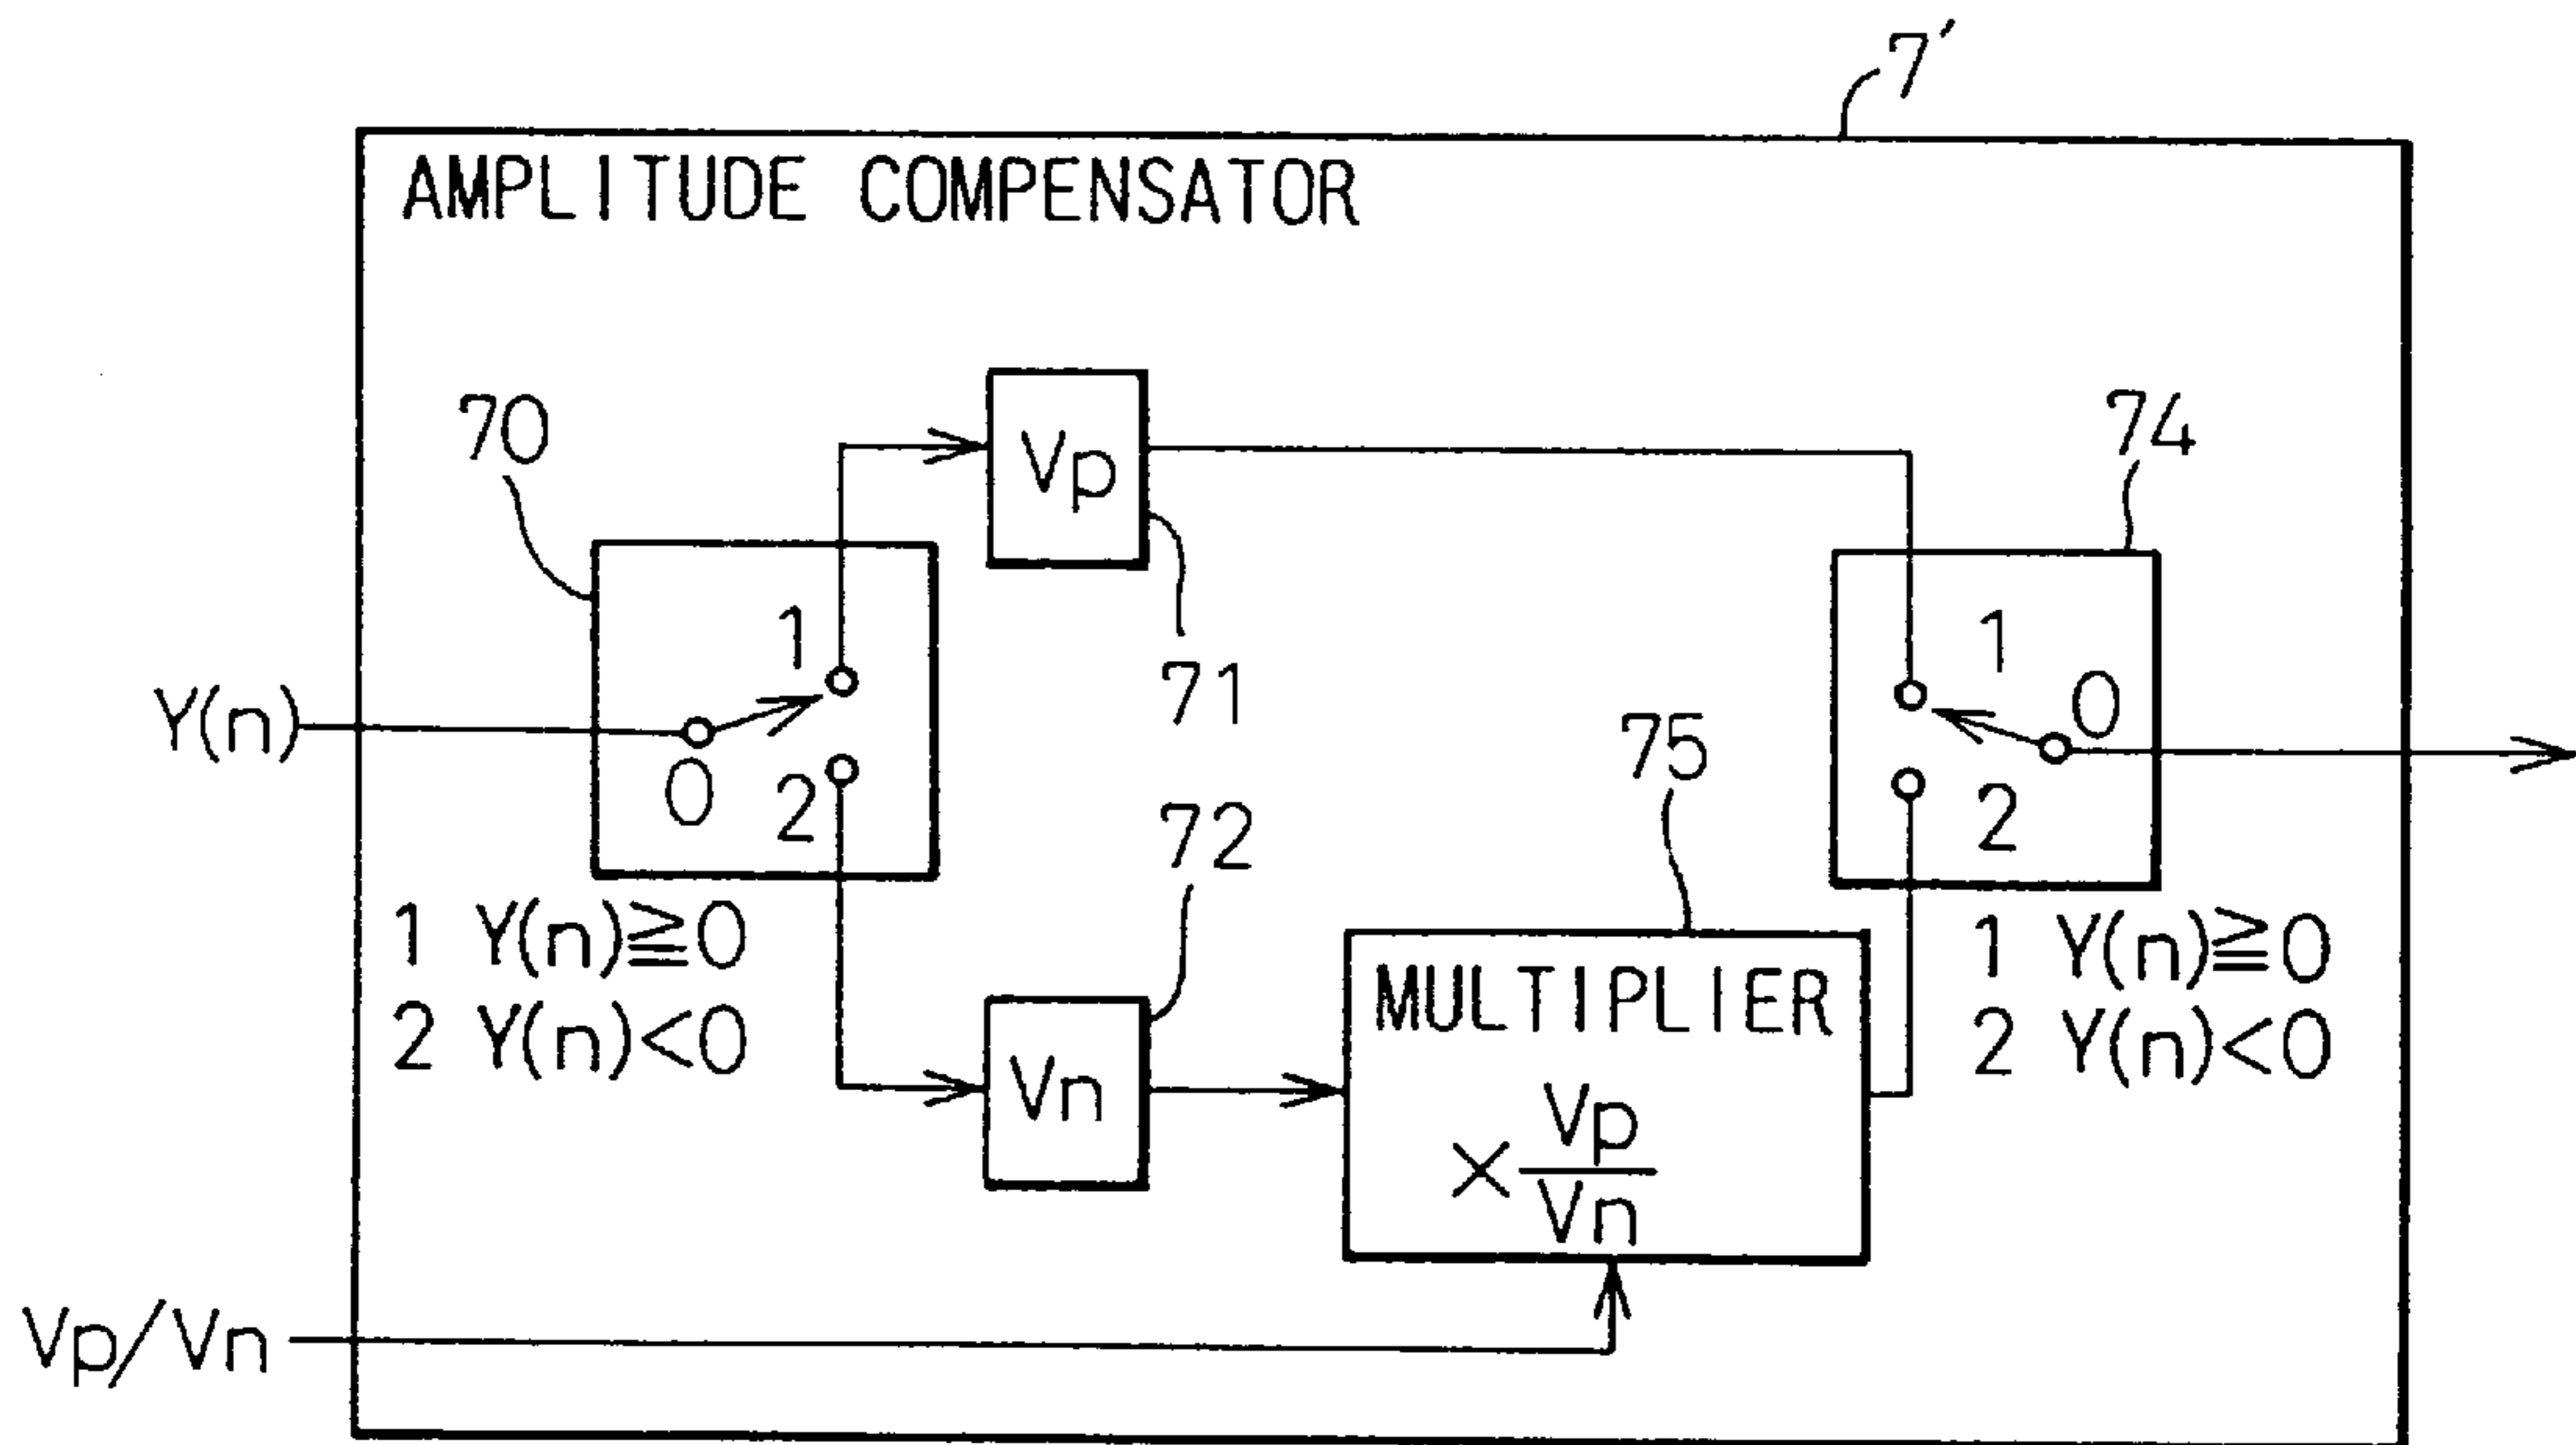 7′
AMPLITUDE COMPENSATOR
70
Vp
74
1
71
1
0
Y(n)
0
2
75
2
72
1 Y(n)≧0
2 Y(n)<0
MULTIPLIER
× Vp
Vn
1 Y(n)≧0
2 Y(n)<0
Vn
Vp/Vn